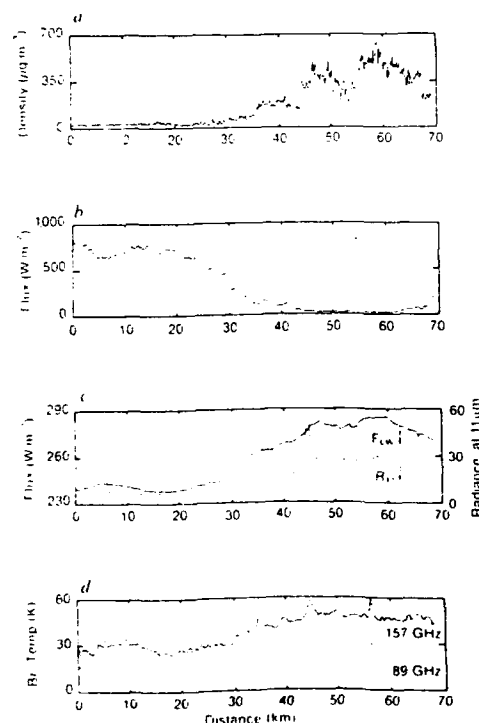 a
Density (µg m⁻³)
700
350
0
0 10 20 30 40 50 60 70
b
Flux (W m⁻²)
1000
500
0
0 10 20 30 40 50 60 70
c
Flux (W m⁻²)
290
260
230
60
30
0
Radiance at 11 µm
0 10 20 30 40 50 60 70
d
Br. Temp (K)
60
30
0
157 GHz
89 GHz
0 10 20 30 40 50 60 70
Distance (km)